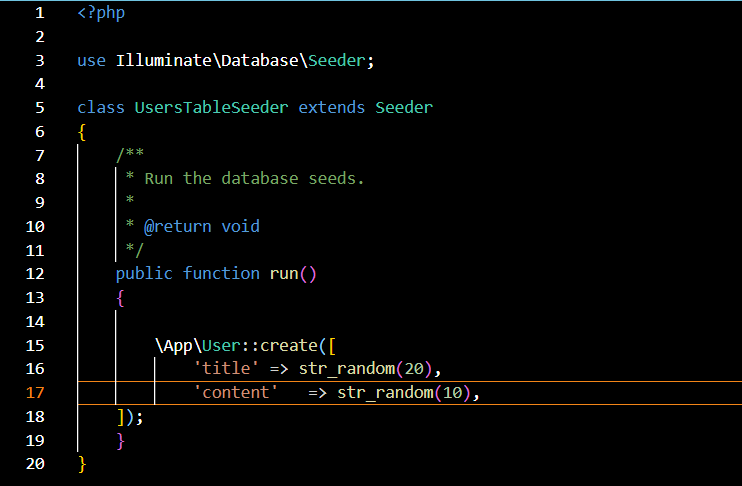 1 <?php
2
3 use Illuminate\Database\Seeder;
4
5 class UsersTableSeeder extends Seeder
6 {
7     /**
8      * Run the database seeds.
9      *
10      * @return void
11      */
12     public function run()
13     {
14
15         \App\User::create([
16             'title' => str_random(20),
17             'content'   => str_random(10),
18     ]);
19     }
20 }